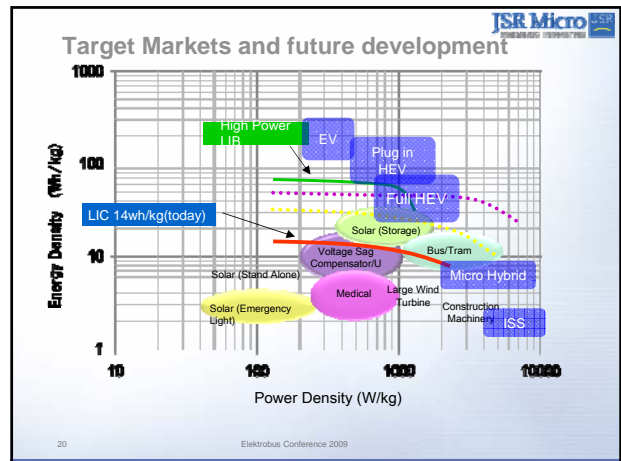 JSR Micro JSR
Target Markets and future development
1000
100
10
1
Energy Density (Wh/kg)
High Power
LIB
EV
Plug in
HEV
Full HEV
LIC 14wh/kg(today)
Solar (Storage)
Voltage Sag
Compensator/U
Bus/Tram
Solar (Stand Alone)
Micro Hybrid
Medical
Large Wind
Turbine
Solar (Emergency
Light)
Construction
Machinery
ISS
10
100
1000
10000
Power Density (W/kg)
20
Elektrobus Conference 2009